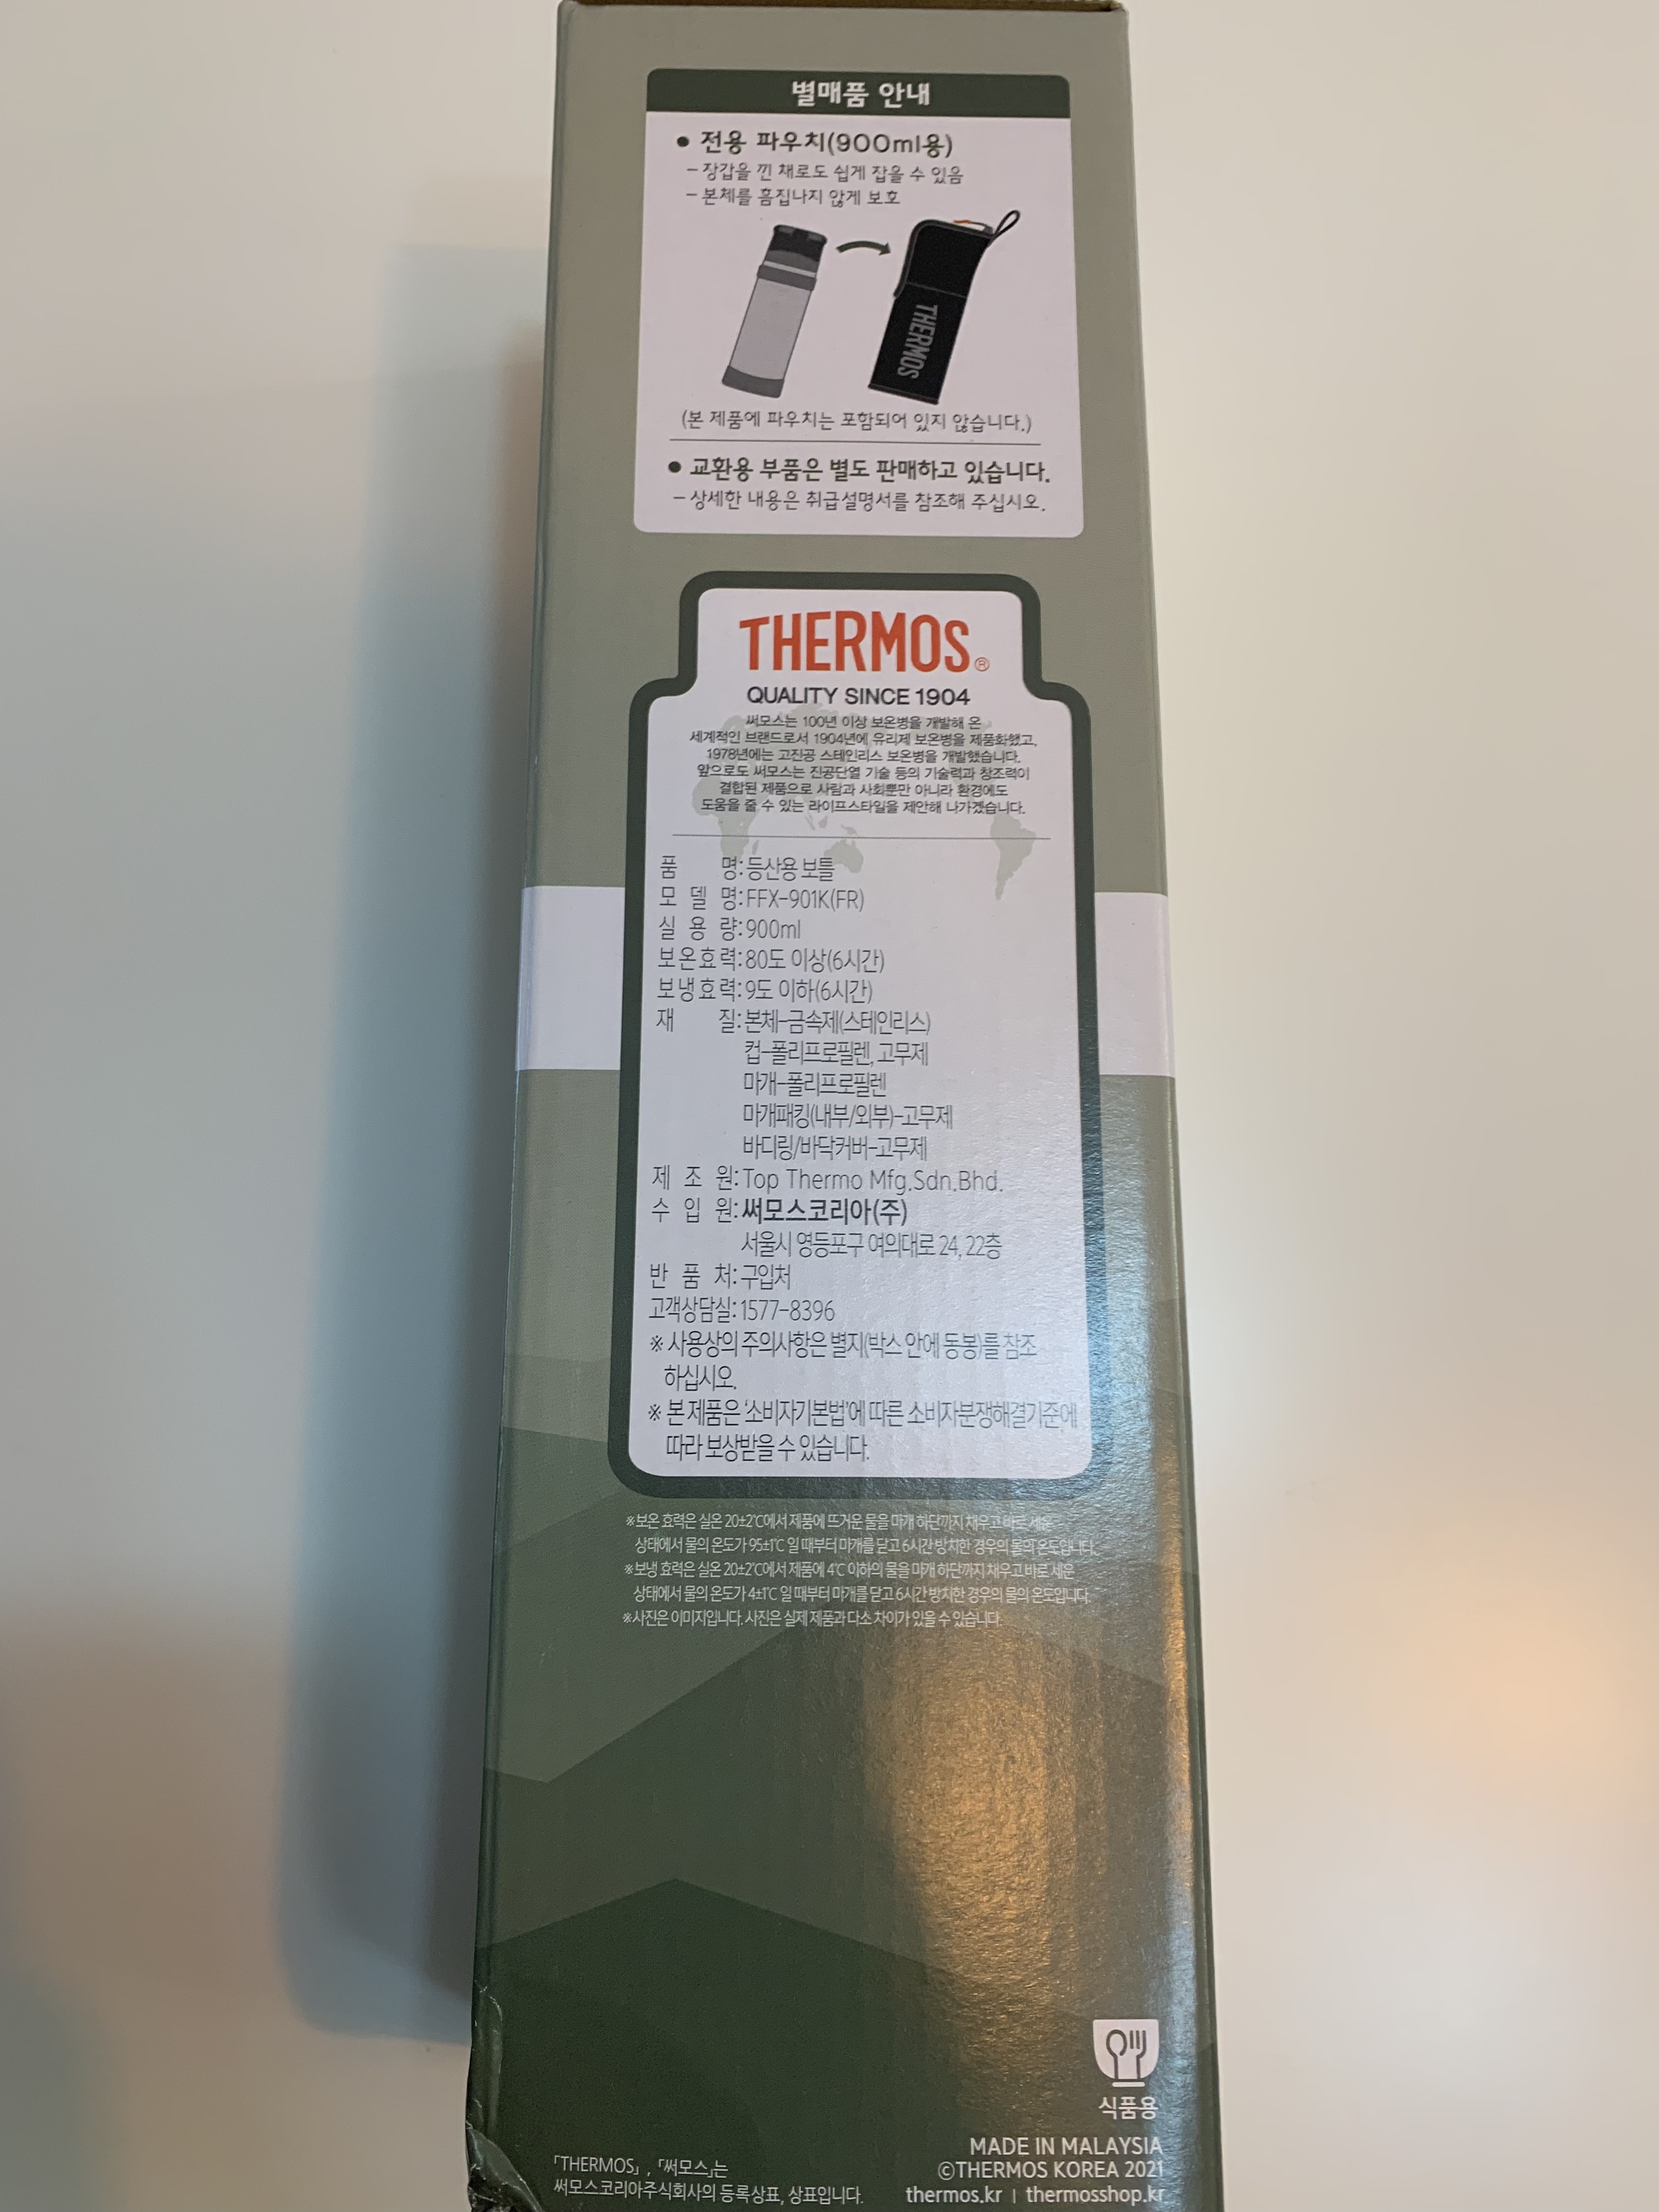 별매품 안내
● 전용 파우치(900ml용)
- 장갑을 낀 채로도 쉽게 잡을 수 있음
- 본체를 흠집나지 않게 보호
THERMOS
(본 제품에 파우치는 포함되어 있지 않습니다.)
● 교환용 부품은 별도 판매하고 있습니다.
- 상세한 내용은 취급설명서를 참조해 주십시오.
THERMOS®
QUALITY SINCE 1904
써모스는 100년 이상 보온병을 개발해 온
세계적인 브랜드로서 1904년에 유리제 보온병을 제품화했고,
1978년에는 고진공 스테인리스 보온병을 개발했습니다.
앞으로도 써모스는 진공단열 기술 등의 기술력과 창조력이
결합된 제품으로 사람과 사회뿐만 아니라 환경에도
도움을 줄 수 있는 라이프스타일을 제안해 나가겠습니다.
품 명: 등산용 보틀
모 델 명: FFX-901K(FR)
실 용 량: 900ml
보온효력: 80도 이상(6시간)
보냉효력: 9도 이하(6시간)
재 질: 본체-금속제(스테인리스)
컵-폴리프로필렌, 고무제
마개-폴리프로필렌
마개패킹(내부/외부)-고무제
바디링/바닥커버-고무제
제 조 원: Top Thermo Mfg.Sdn.Bhd.
수 입 원: 써모스코리아(주)
서울시 영등포구 여의대로 24, 22층
반 품 처: 구입처
고객상담실: 1577-8396
※ 사용상의 주의사항은 별지(박스 안에 동봉)를 참조
하십시오.
※ 본 제품은 '소비자기본법'에 따른 소비자분쟁해결기준에
따라 보상받을 수 있습니다.
※보온 효력은 실온 20±2℃에서 제품에 뜨거운 물을 마개 하단까지 채우고 바로 세운
상태에서 물의 온도가 95±1℃ 일 때부터 마개를 닫고 6시간 방치한 경우의 물의 온도입니다.
※보냉 효력은 실온 20±2℃에서 제품에 4℃ 이하의 물을 마개 하단까지 채우고 바로 세운
상태에서 물의 온도가 4±1℃ 일 때부터 마개를 닫고 6시간 방치한 경우의 물의 온도입니다.
※사진은 이미지입니다. 사진은 실제 제품과 다소 차이가 있을 수 있습니다.
식품용
「THERMOS」, 「써모스」는
써모스코리아주식회사의 등록상표, 상표입니다.
MADE IN MALAYSIA
©THERMOS KOREA 2021
thermos.kr | thermosshop.kr